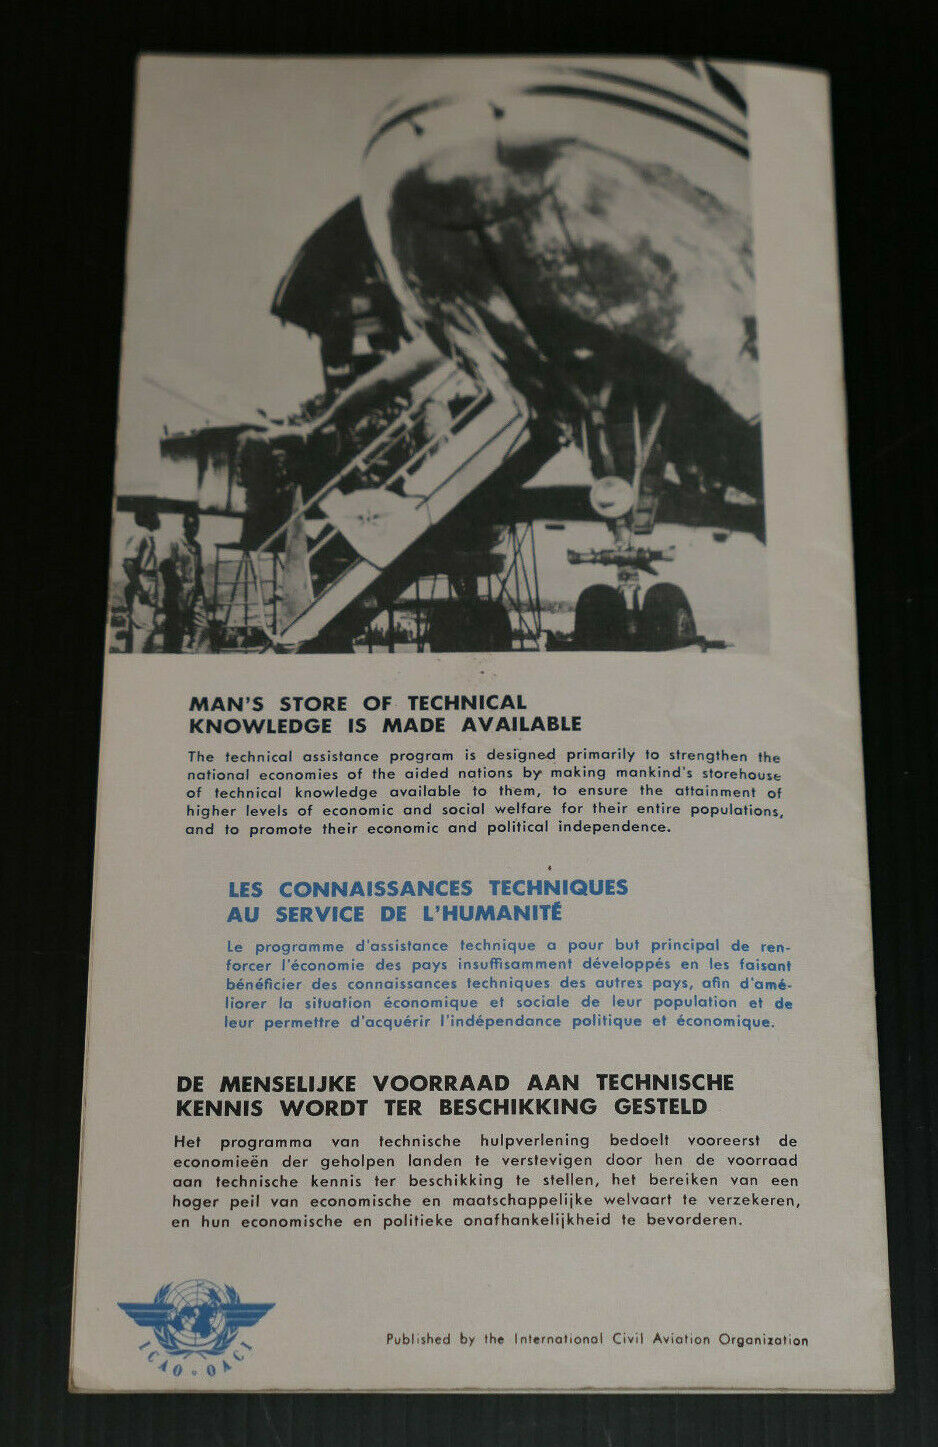 MAN'S STORE OF TECHNICAL
KNOWLEDGE IS MADE AVAILABLE
The technical assistance program is designed primarily to strengthen the
national economies of the aided nations by making mankind's storehouse
of technical knowledge available to them, to ensure the attainment of
higher levels of economic and social welfare for their entire populations,
and to promote their economic and political independence.
LES CONNAISSANCES TECHNIQUES
AU SERVICE DE L'HUMANITÉ
Le programme d'assistance technique a pour but principal de ren-
forcer l'économie des pays insuffisamment développés en les faisant
bénéficier des connaissances techniques des autres pays, afin d'amé-
liorer la situation économique et sociale de leur population et de
leur permettre d'acquérir l'indépendance politique et économique.
DE MENSELIJKE VOORRAAD AAN TECHNISCHE
KENNIS WORDT TER BESCHIKKING GESTELD
Het programma van technische hulpverlening bedoelt vooreerst de
economieën der geholpen landen te verstevigen door hen de voorraad
aan technische kennis ter beschikking te stellen, het bereiken van een
hoger peil van economische en maatschappelijke welvaart te verzekeren,
en hun economische en politieke onafhankelijkheid te bevorderen.
ICAO · OACI
Published by the International Civil Aviation Organization